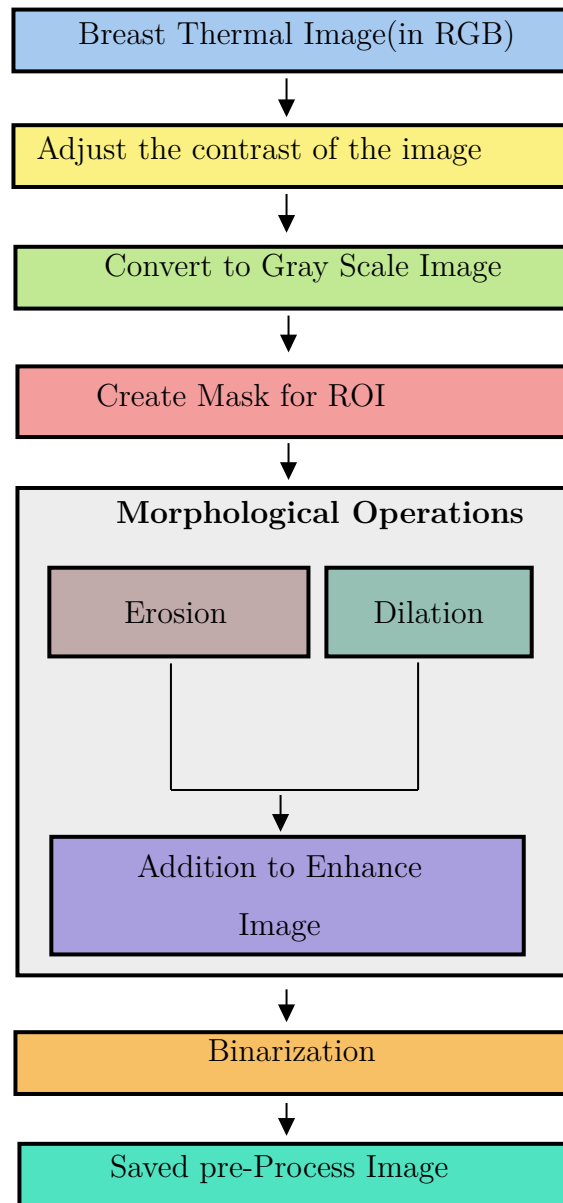 Breast Thermal Image(in RGB)
Adjust the contrast of the image
Convert to Gray Scale Image
Create Mask for ROI
Morphological Operations
Erosion
Dilation
Addition to Enhance
Image
Binarization
Saved pre-Process Image